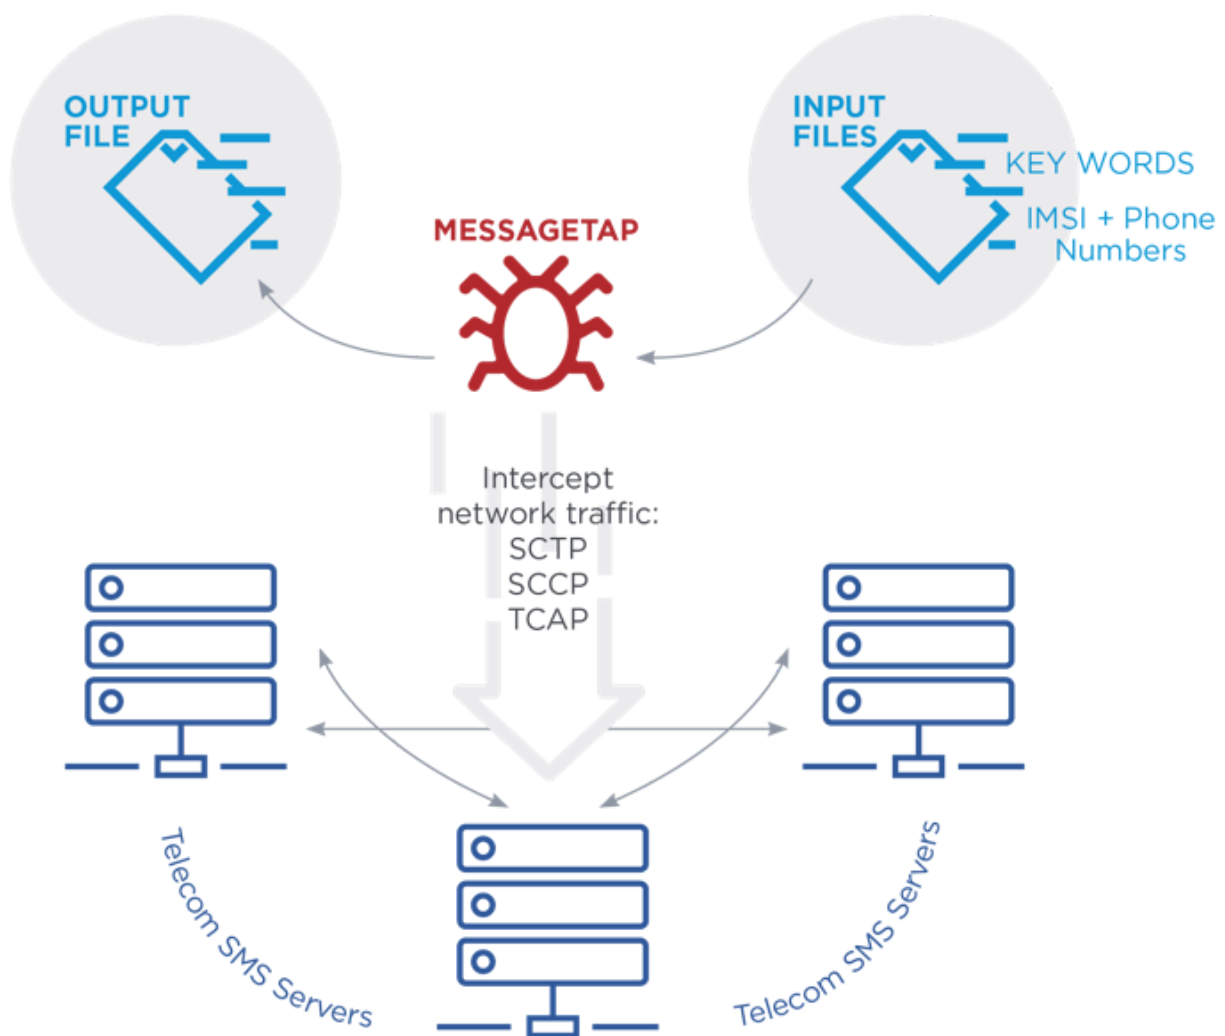 OUTPUT
FILE
INPUT
FILES
KEY WORDS
IMSI + Phone
Numbers
MESSAGETAP
Intercept
network traffic:
SCTP
SCCP
TCAP
Telecom SMS Servers
Telecom SMS Servers